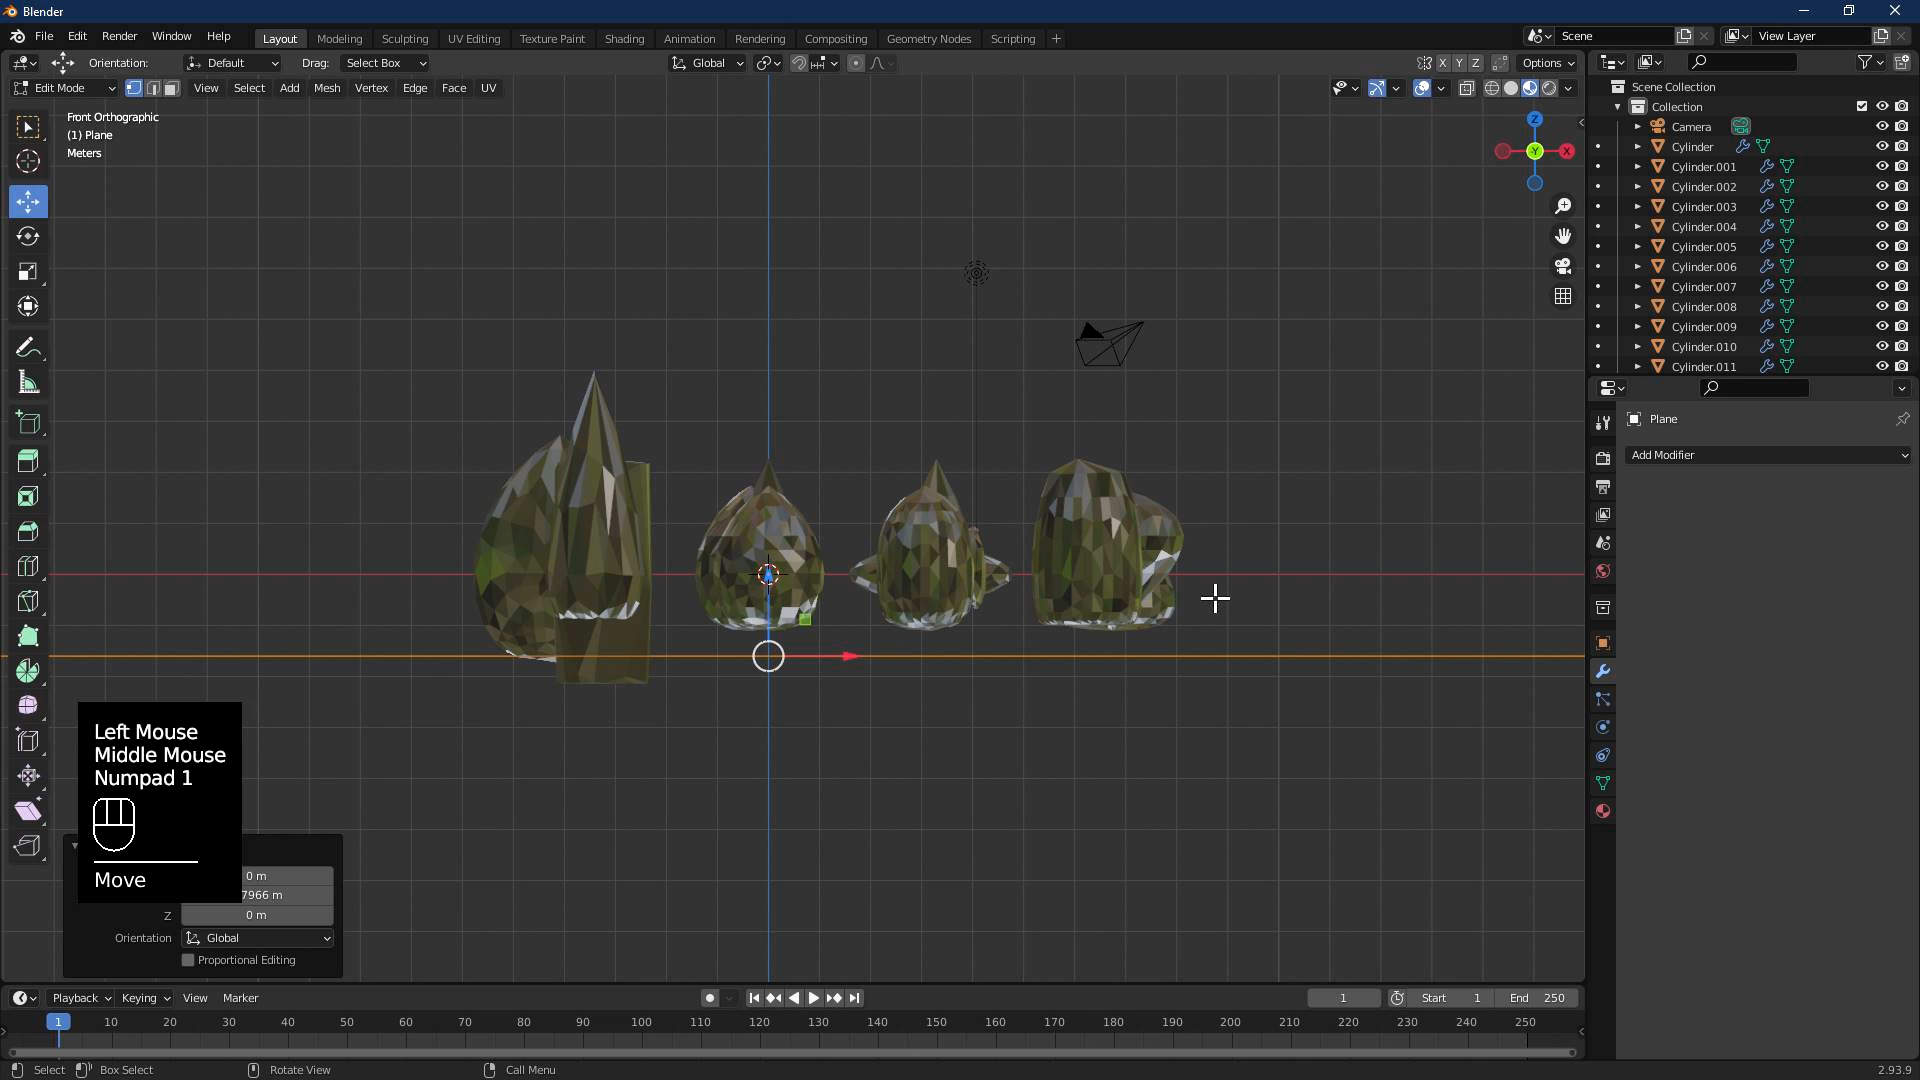 Blender
File Edit Render Window Help
Layout Modeling Sculpting UV Editing Texture Paint Shading Animation Rendering Compositing Geometry Nodes Scripting
Scene
View Layer
Orientation: Default Drag: Select Box
Global
X Y Z
Options
Edit Mode View Select Add Mesh Vertex Edge Face UV
Front Orthographic
(1) Plane
Meters
Z
-Y
X
Scene Collection
Collection
Camera
Cylinder
Cylinder.001
Cylinder.002
Cylinder.003
Cylinder.004
Cylinder.005
Cylinder.006
Cylinder.007
Cylinder.008
Cylinder.009
Cylinder.010
Cylinder.011
Plane
Add Modifier
Left Mouse
Middle Mouse
Numpad 1
Move
0 m
7966 m
Z 0 m
Orientation Global
Proportional Editing
Playback Keying View Marker
1 Start 1 End 250
1 10 20 30 40 50 60 70 80 90 100 110 120 130 140 150 160 170 180 190 200 210 220 230 240 250
Select Box Select Rotate View Call Menu
2.93.9